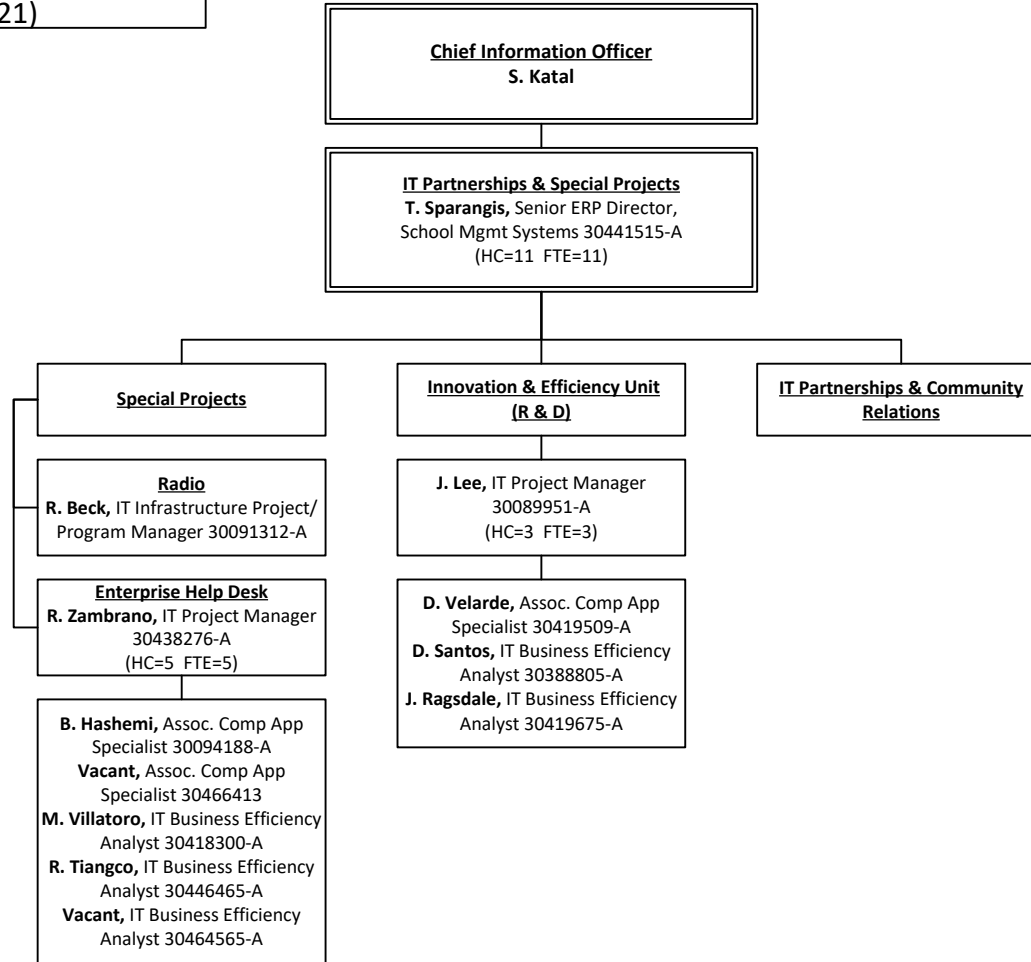 21)
Chief Information Officer
S. Katal
IT Partnerships & Special Projects
T. Sparangis, Senior ERP Director,
School Mgmt Systems 30441515-A
(HC=11 FTE=11)
Special Projects
Innovation & Efficiency Unit
(R & D)
IT Partnerships & Community
Relations
Radio
R. Beck, IT Infrastructure Project/
Program Manager 30091312-A
J. Lee, IT Project Manager
30089951-A
(HC=3 FTE=3)
Enterprise Help Desk
R. Zambrano, IT Project Manager
30438276-A
(HC=5 FTE=5)
D. Velarde, Assoc. Comp App
Specialist 30419509-A
D. Santos, IT Business Efficiency
Analyst 30388805-A
J. Ragsdale, IT Business Efficiency
Analyst 30419675-A
B. Hashemi, Assoc. Comp App
Specialist 30094188-A
Vacant, Assoc. Comp App
Specialist 30466413
M. Villatoro, IT Business Efficiency
Analyst 30418300-A
R. Tiangco, IT Business Efficiency
Analyst 30446465-A
Vacant, IT Business Efficiency
Analyst 30464565-A